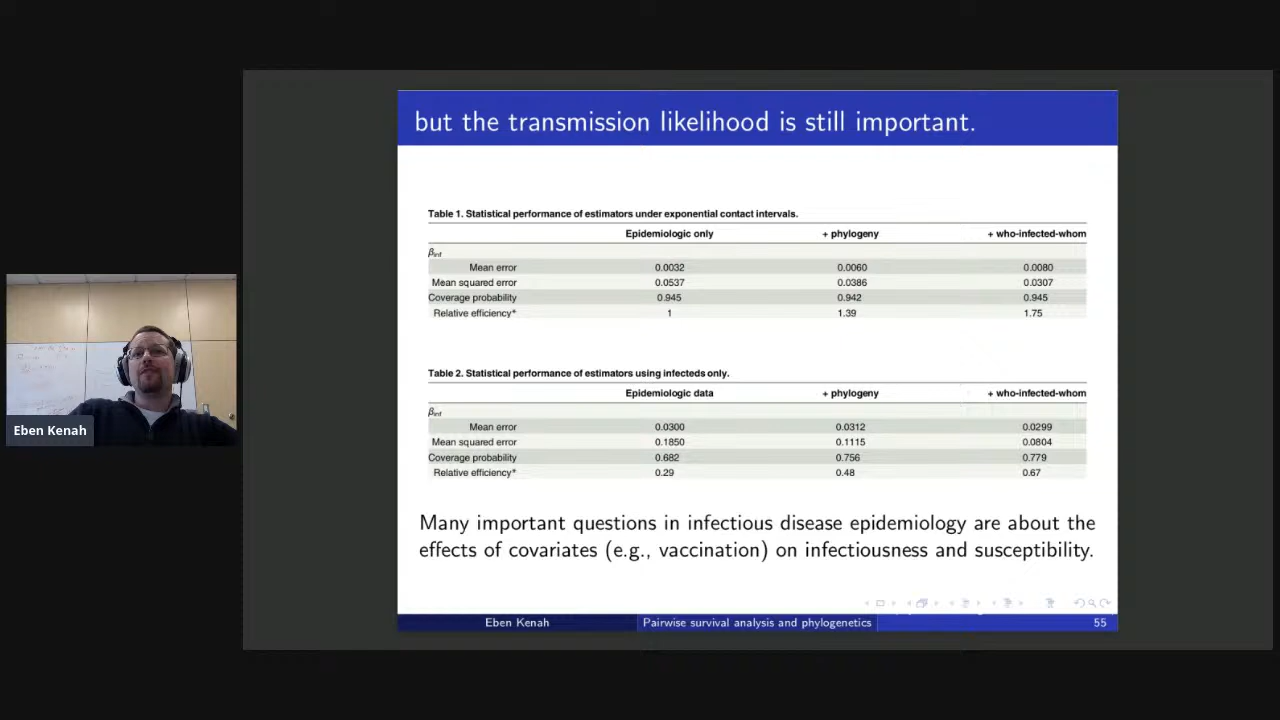 but the transmission likelihood is still important.
Table 1. Statistical performance of estimators under exponential contact intervals.
Epidemiologic only + phylogeny + who-infected-whom
βinf
Mean error 0.0032 0.0060 0.0080
Mean squared error 0.0537 0.0386 0.0307
Coverage probability 0.945 0.942 0.945
Relative efficiency* 1 1.39 1.75
Table 2. Statistical performance of estimators using infecteds only.
Epidemiologic data + phylogeny + who-infected-whom
βinf
Mean error 0.0300 0.0312 0.0299
Mean squared error 0.1850 0.1115 0.0804
Coverage probability 0.682 0.756 0.779
Relative efficiency* 0.29 0.48 0.67
Many important questions in infectious disease epidemiology are about the
effects of covariates (e.g., vaccination) on infectiousness and susceptibility.
Eben Kenah Pairwise survival analysis and phylogenetics 55
Eben Kenah